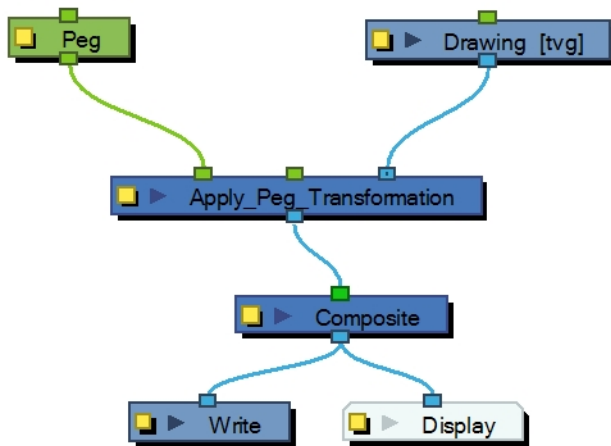 Peg
Drawing [tvg]
Apply_Peg_Transformation
Composite
Write
Display